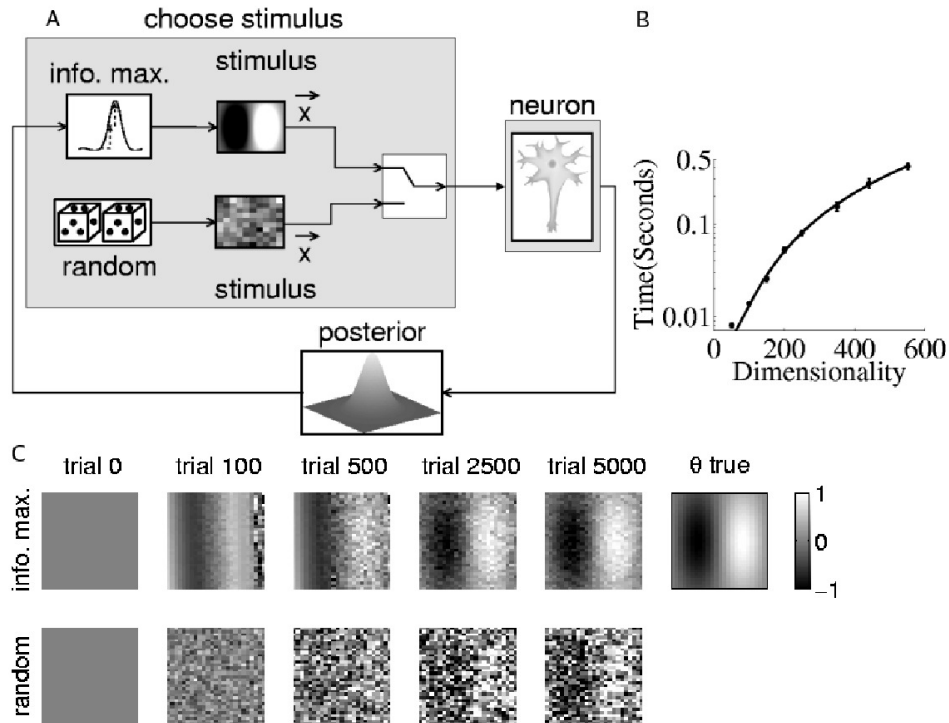 A
choose stimulus
info. max.
stimulus
x
random
x
stimulus
neuron
posterior
B
Time(Seconds)
0.5
0.1
0.01
0 200 400 600
Dimensionality
C
trial 0 trial 100 trial 500 trial 2500 trial 5000 θ true
info. max.
random
1
0
−1